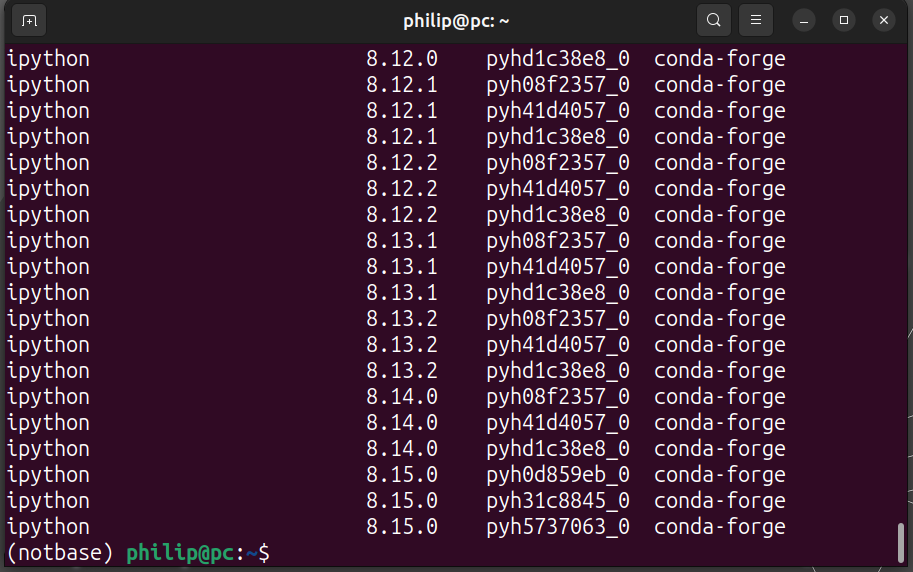 philip@pc: ~
ipython 8.12.0 pyhd1c38e8_0 conda-forge
ipython 8.12.1 pyh08f2357_0 conda-forge
ipython 8.12.1 pyh41d4057_0 conda-forge
ipython 8.12.1 pyhd1c38e8_0 conda-forge
ipython 8.12.2 pyh08f2357_0 conda-forge
ipython 8.12.2 pyh41d4057_0 conda-forge
ipython 8.12.2 pyhd1c38e8_0 conda-forge
ipython 8.13.1 pyh08f2357_0 conda-forge
ipython 8.13.1 pyh41d4057_0 conda-forge
ipython 8.13.1 pyhd1c38e8_0 conda-forge
ipython 8.13.2 pyh08f2357_0 conda-forge
ipython 8.13.2 pyh41d4057_0 conda-forge
ipython 8.13.2 pyhd1c38e8_0 conda-forge
ipython 8.14.0 pyh08f2357_0 conda-forge
ipython 8.14.0 pyh41d4057_0 conda-forge
ipython 8.14.0 pyhd1c38e8_0 conda-forge
ipython 8.15.0 pyh0d859eb_0 conda-forge
ipython 8.15.0 pyh31c8845_0 conda-forge
ipython 8.15.0 pyh5737063_0 conda-forge
(notbase) philip@pc:~$